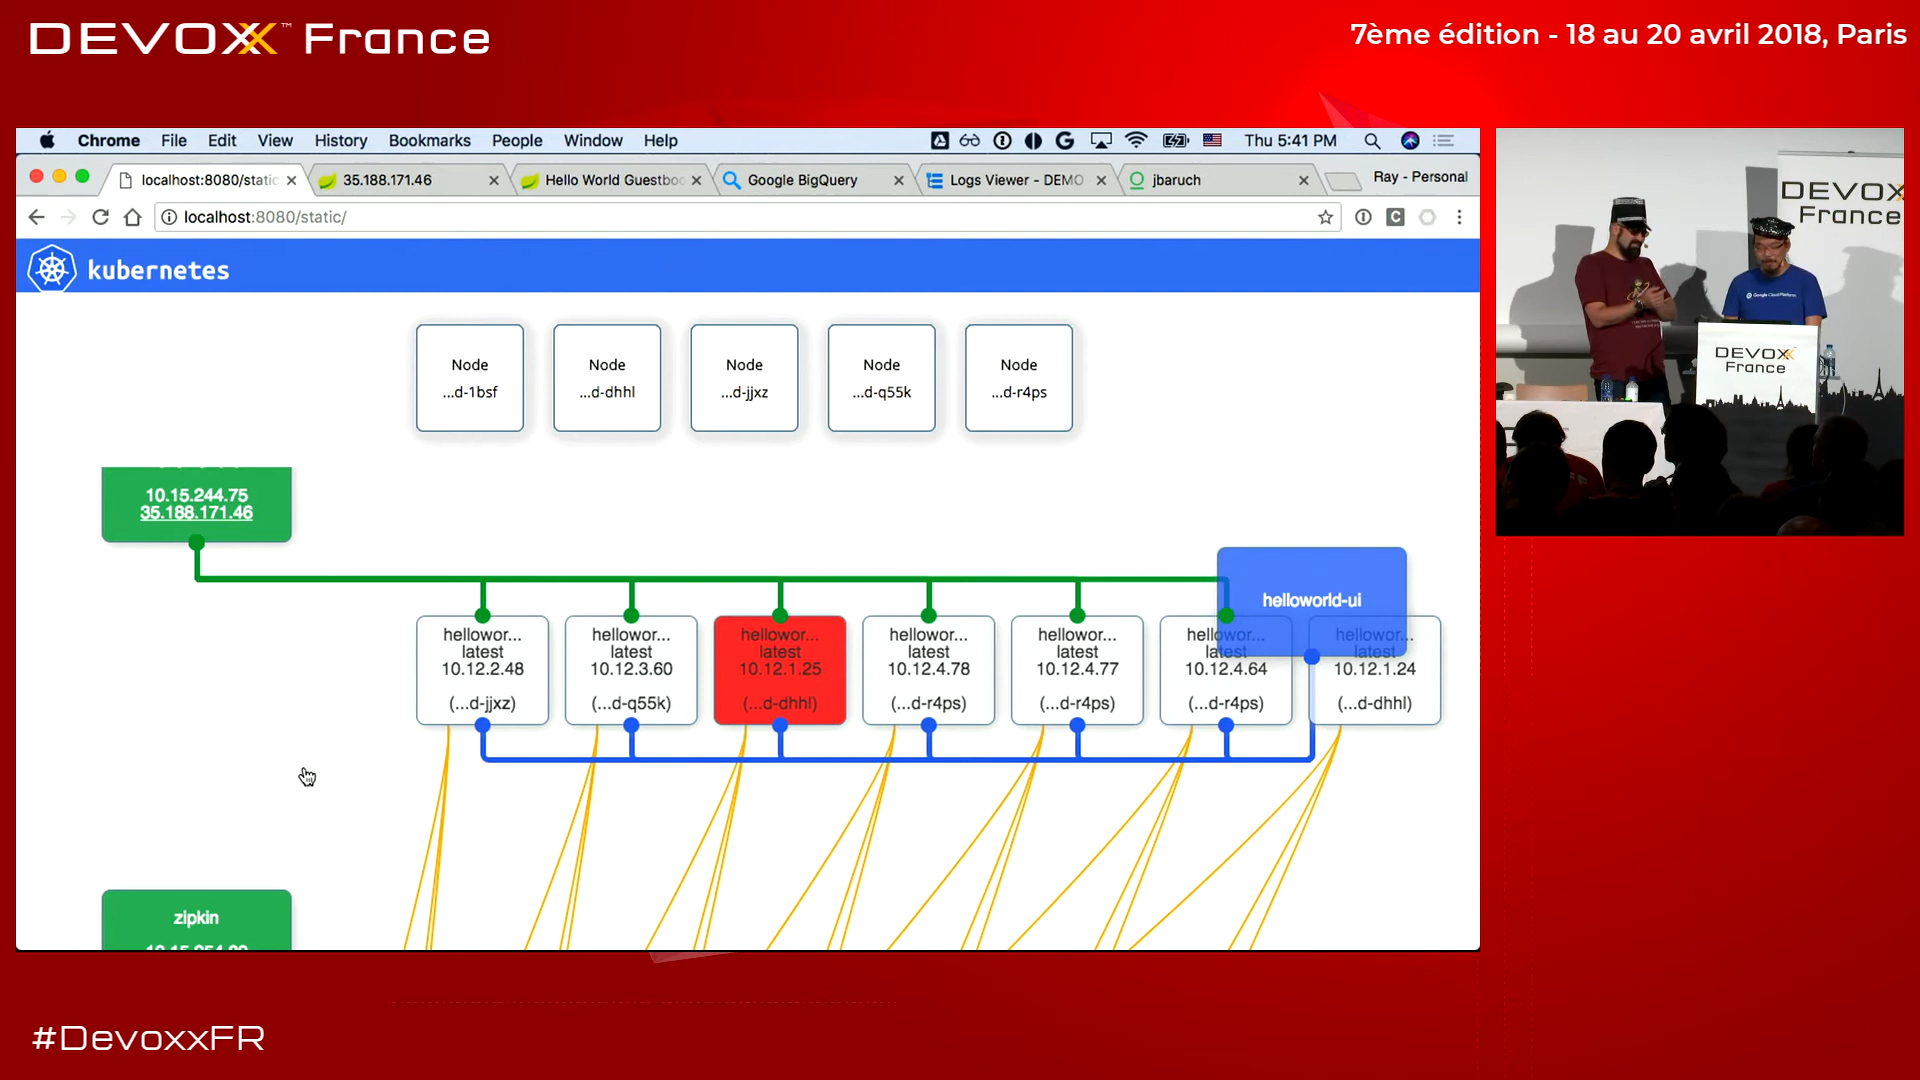 DEVOXX™ France
7ème édition - 18 au 20 avril 2018, Paris
Chrome File Edit View History Bookmarks People Window Help
Thu 5:41 PM
localhost:8080/static
35.188.171.46
Hello World Guestboo
Google BigQuery
Logs Viewer - DEMO
jbaruch
Ray - Personal
localhost:8080/static/
kubernetes
Node
...d-1bsf
Node
...d-dhhl
Node
...d-jjxz
Node
...d-q55k
Node
...d-r4ps
10.15.244.75
35.188.171.46
helloworld-ui
hellowor...
latest
10.12.2.48
(...d-jjxz)
hellowor...
latest
10.12.3.60
(...d-q55k)
hellowor...
latest
10.12.1.25
(...d-dhhl)
hellowor...
latest
10.12.4.78
(...d-r4ps)
hellowor...
latest
10.12.4.77
(...d-r4ps)
hellowor...
latest
10.12.4.64
(...d-r4ps)
hellowor...
latest
10.12.1.24
(...d-dhhl)
zipkin
DEVOX
France
Google Cloud Platform
DEVOXX
France
#DevoxxFR